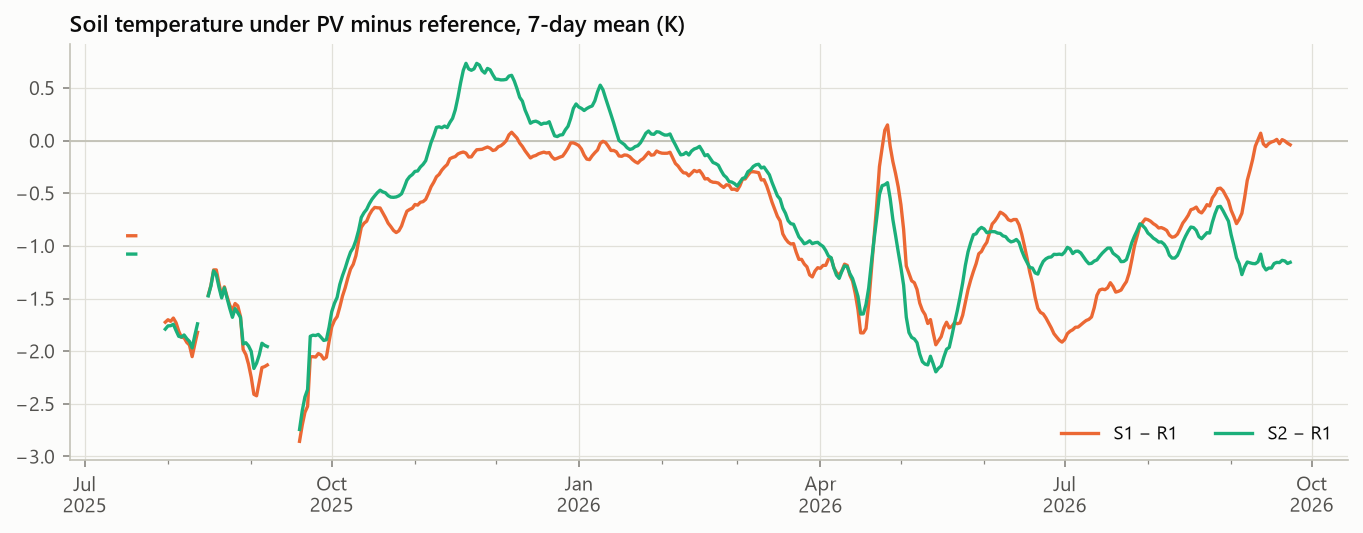 Soil temperature under PV minus reference, 7-day mean (K)
0.5
0.0
−0.5
−1.0
−1.5
−2.0
−2.5
−3.0
S1 − R1 S2 − R1
Jul Oct Jan Apr Jul Oct
2025 2025 2026 2026 2026 2026